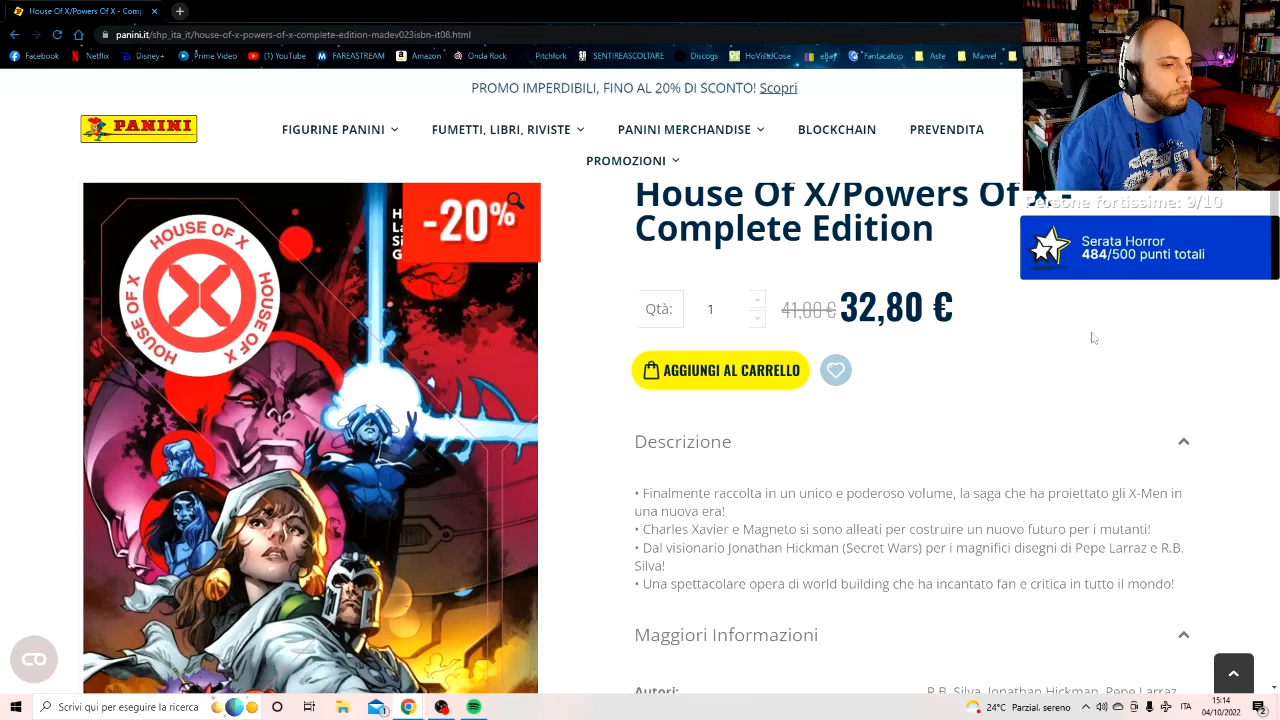 House Of X/Powers Of X - Comp
panini.it/shp_ita_it/house-of-x-powers-of-x-complete-edition-madev023isbn-it08.html
Facebook Netflix Disney+ Prime Video (1) YouTube FAREASTREAM Amazon Onda Rock Pitchfork SENTIREASCOLTARE Discogs HoVistoCose eBay Fantacalcip Aste Marvel
PROMO IMPERDIBILI, FINO AL 20% DI SCONTO! Scopri
PANINI
FIGURINE PANINI FUMETTI, LIBRI, RIVISTE PANINI MERCHANDISE BLOCKCHAIN PREVENDITA
PROMOZIONI
House Of X/Powers Of X -
Complete Edition
Persone fortissime: 9/10
Serata Horror
484/500 punti totali
-20%
HOUSE OF X
HOUSE OF X
HOUSE OF X
HOUSE OF X
Qtà: 1 41,00 € 32,80 €
AGGIUNGI AL CARRELLO
Descrizione
• Finalmente raccolta in un unico e poderoso volume, la saga che ha proiettato gli X-Men in
una nuova era!
• Charles Xavier e Magneto si sono alleati per costruire un nuovo futuro per i mutanti!
• Dal visionario Jonathan Hickman (Secret Wars) per i magnifici disegni di Pepe Larraz e R.B.
Silva!
• Una spettacolare opera di world building che ha incantato fan e critica in tutto il mondo!
Maggiori Informazioni
Autori: R.B. Silva, Jonathan Hickman, Pepe Larraz
Scrivi qui per eseguire la ricerca
24°C Parzial. sereno
ITA
15:14
04/10/2022